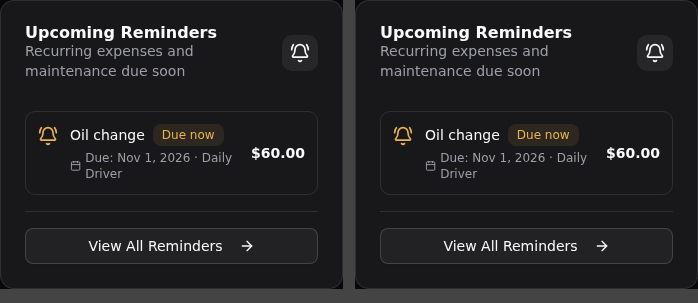 Upcoming Reminders
Recurring expenses and
maintenance due soon
Oil change Due now
Due: Nov 1, 2026 · Daily
Driver
$60.00
View All Reminders
Upcoming Reminders
Recurring expenses and
maintenance due soon
Oil change Due now
Due: Nov 1, 2026 · Daily
Driver
$60.00
View All Reminders